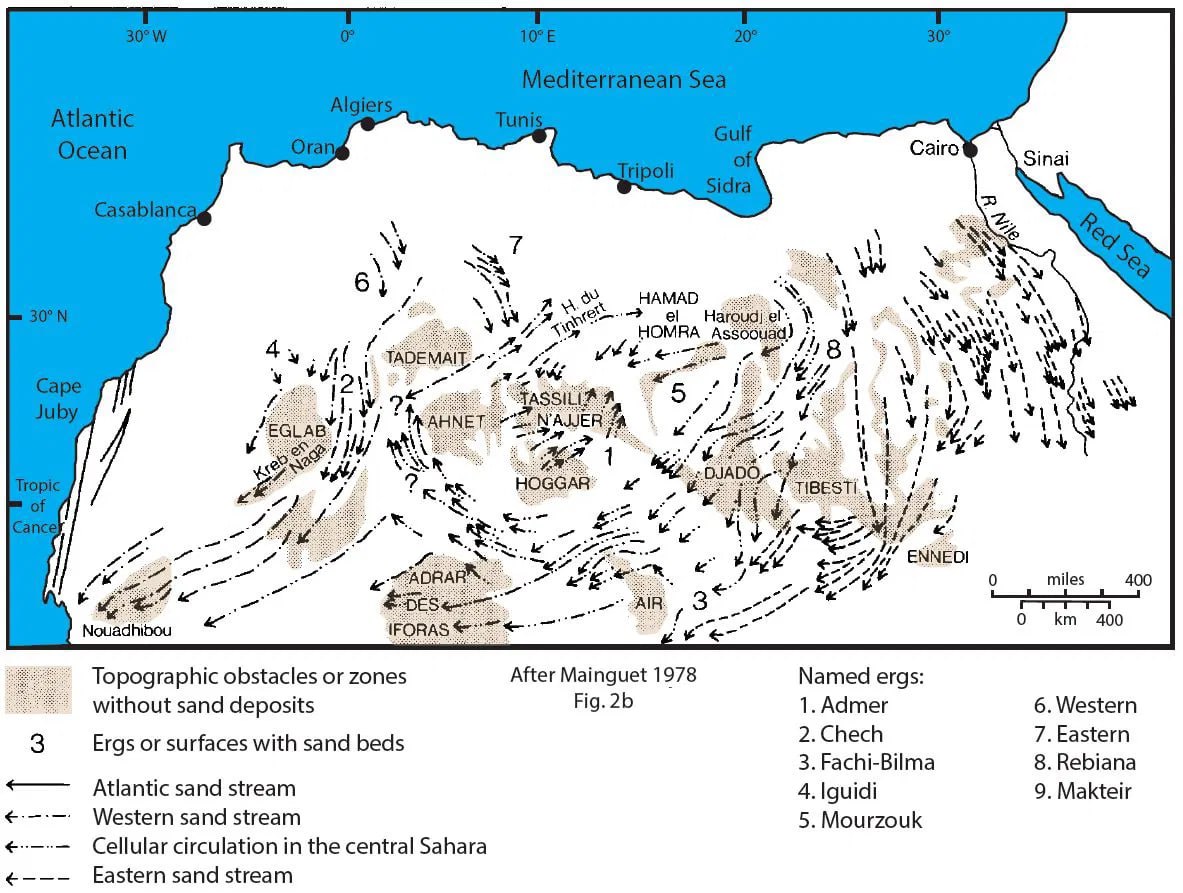 30° W
0°
10° E
20°
30°
Mediterranean Sea
Atlantic
Ocean
Algiers
Oran
Tunis
Gulf
of
Sidra
Tripoli
Cairo
Sinai
Casablanca
R. Nile
Red Sea
7
6
H. du
Tinhrert
HAMAD
el
HOMRA
Haroudj el
Assoouad
30° N
4
2
TADEMAIT
8
Cape
Juby
?
5
TASSILI
N'AJJER
AHNET
EGLAB
Kreb en
Naga
1
?
HOGGAR
DJADO
TIBESTI
Tropic
of
Cancer
ENNEDI
ADRAR
DES
IFORAS
AIR
3
0 miles 400
0 km 400
Nouadhibou
Topographic obstacles or zones
without sand deposits
3 Ergs or surfaces with sand beds
Atlantic sand stream
Western sand stream
Cellular circulation in the central Sahara
Eastern sand stream
After Mainguet 1978
Fig. 2b
Named ergs:
1. Admer
2. Chech
3. Fachi-Bilma
4. Iguidi
5. Mourzouk
6. Western
7. Eastern
8. Rebiana
9. Makteir